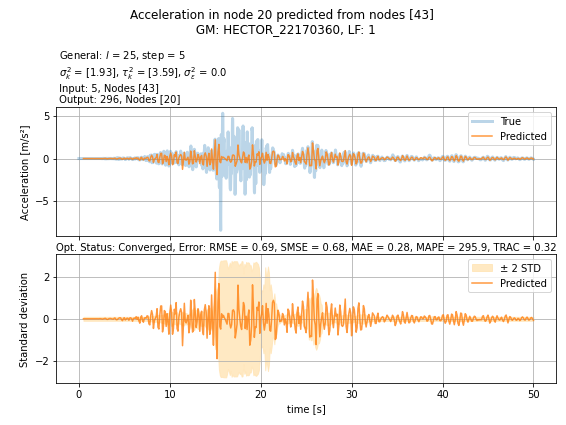 Acceleration in node 20 predicted from nodes [43]
GM: HECTOR_22170360, LF: 1
General: l = 25, step = 5
σ²ₖ = [1.93], τ²ₖ = [3.59], σ²ε = 0.0
Input: 5, Nodes [43]
Output: 296, Nodes [20]
5
0
−5
Acceleration [m/s²]
True
Predicted
Opt. Status: Converged, Error: RMSE = 0.69, SMSE = 0.68, MAE = 0.28, MAPE = 295.9, TRAC = 0.32
2
0
−2
Standard deviation
± 2 STD
Predicted
0 10 20 30 40 50
time [s]